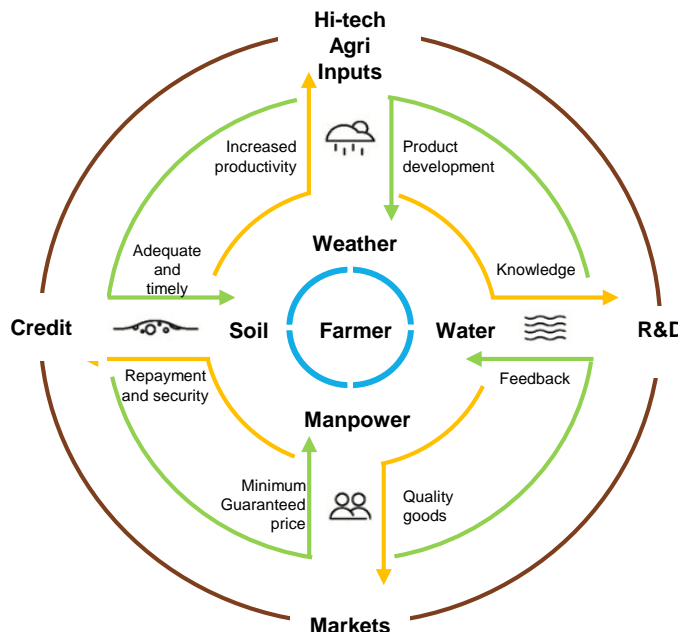 Hi-tech
Agri
Inputs
Increased
productivity
Product
development
Weather
Adequate
and
timely
Knowledge
Credit
Soil
Farmer
Water
R&D
Repayment
and security
Feedback
Manpower
Minimum
Guaranteed
price
Quality
goods
Markets